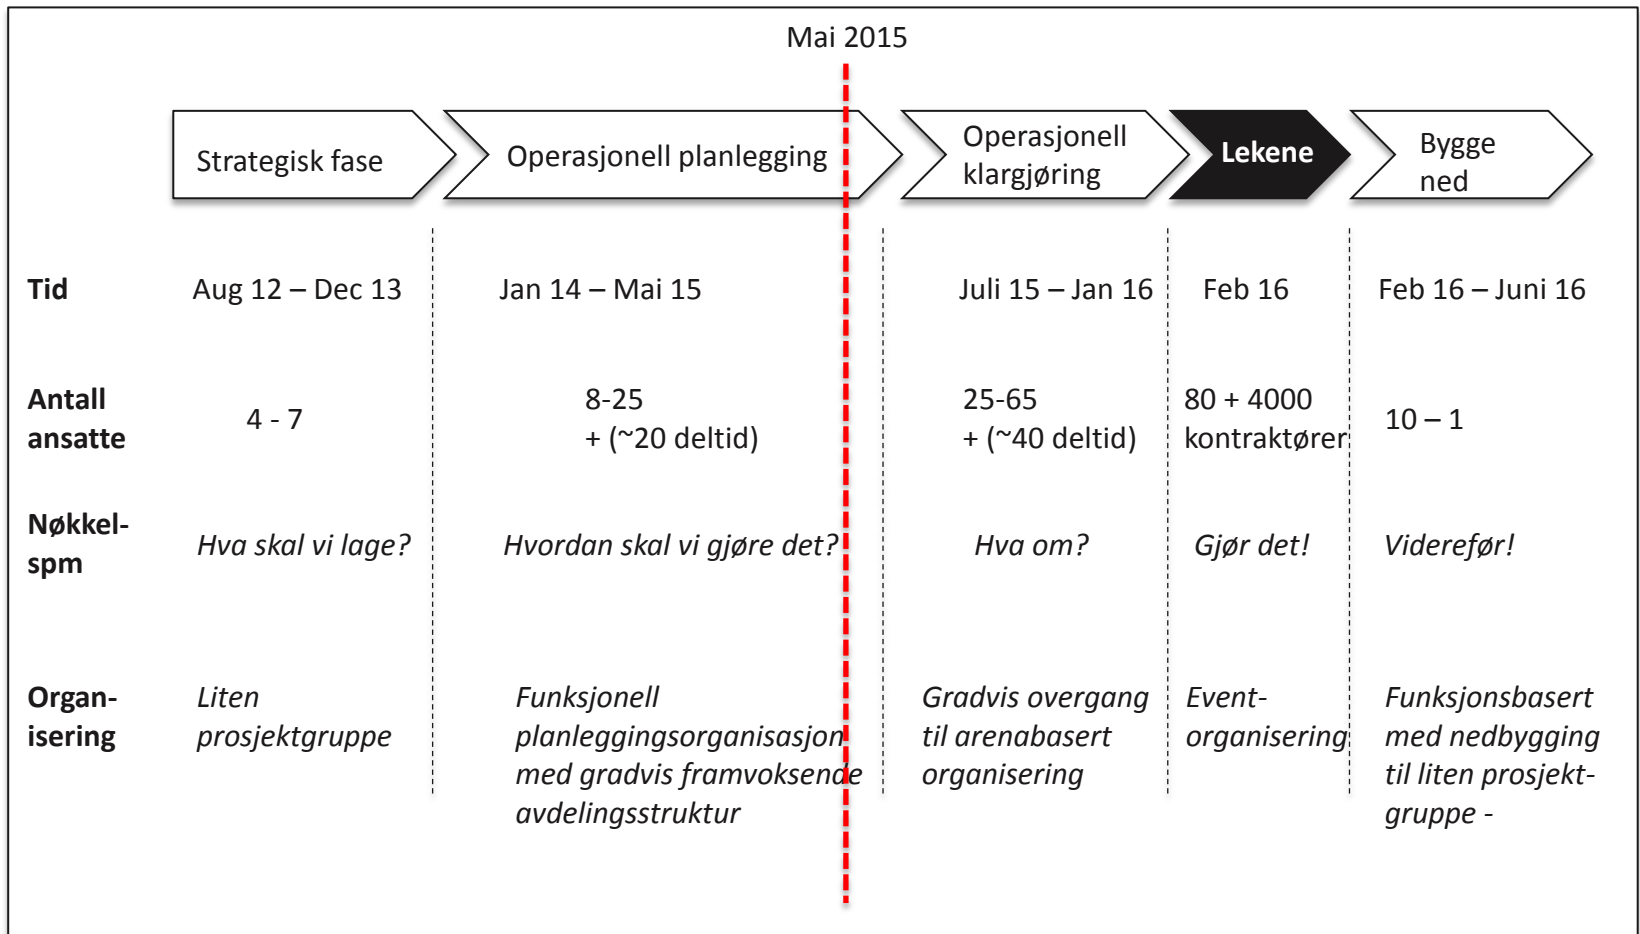 Mai 2015
Strategisk fase
Operasjonell planlegging
Operasjonell
klargjøring
Lekene
Bygge
ned
Tid
Aug 12 – Dec 13
Jan 14 – Mai 15
Juli 15 – Jan 16
Feb 16
Feb 16 – Juni 16
Antall
ansatte
4 - 7
8-25
+ (~20 deltid)
25-65
+ (~40 deltid)
80 + 4000
kontraktører
10 – 1
Nøkkel-
spm
Hva skal vi lage?
Hvordan skal vi gjøre det?
Hva om?
Gjør det!
Viderefør!
Organ-
isering
Liten
prosjektgruppe
Funksjonell
planleggingsorganisasjon
med gradvis framvoksende
avdelingsstruktur
Gradvis overgang
til arenabasert
organisering
Event-
organisering
Funksjonsbasert
med nedbygging
til liten prosjekt-
gruppe -